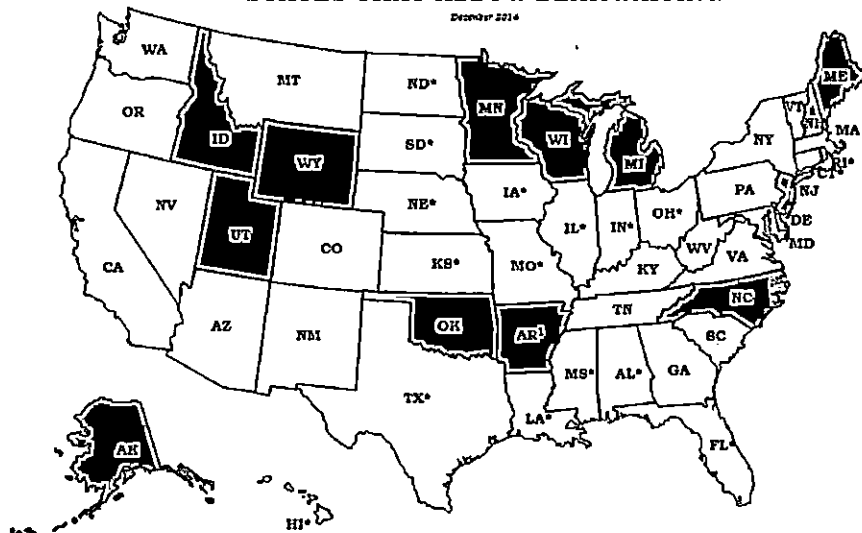 December 2014
WA
MT
ND*
MN
ME
OR
ID
WY
SD*
WI
MI
VT
NH
MA
NY
RI*
CT*
NV
UT
NE*
IA*
PA
NJ
CA
CO
KS*
MO*
IL*
IN*
OH*
WV
VA
DE
MD
KY
AZ
NM
OK
AR¹
TN
NC
SC
TX*
LA*
MS*
AL*
GA
FL*
AK
HI*